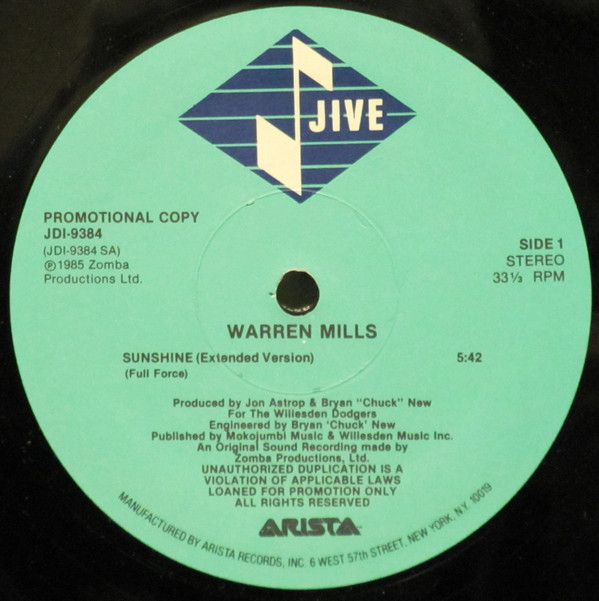 JIVE
PROMOTIONAL COPY
JDI-9384
(JDI-9384 SA)
℗1985 Zomba
Productions Ltd.
SIDE 1
STEREO
33⅓ RPM
WARREN MILLS
SUNSHINE (Extended Version) 5:42
(Full Force)
Produced by Jon Astrop & Bryan "Chuck" New
For The Willesden Dodgers
Engineered by Bryan 'Chuck' New
Published by Mokojumbi Music & Willesden Music Inc.
An Original Sound Recording made by
Zomba Productions, Ltd.
UNAUTHORIZED DUPLICATION IS A
VIOLATION OF APPLICABLE LAWS
LOANED FOR PROMOTION ONLY
ALL RIGHTS RESERVED
ARISTA™
MANUFACTURED BY ARISTA RECORDS, INC. 6 WEST 57th STREET, NEW YORK, N.Y. 10019